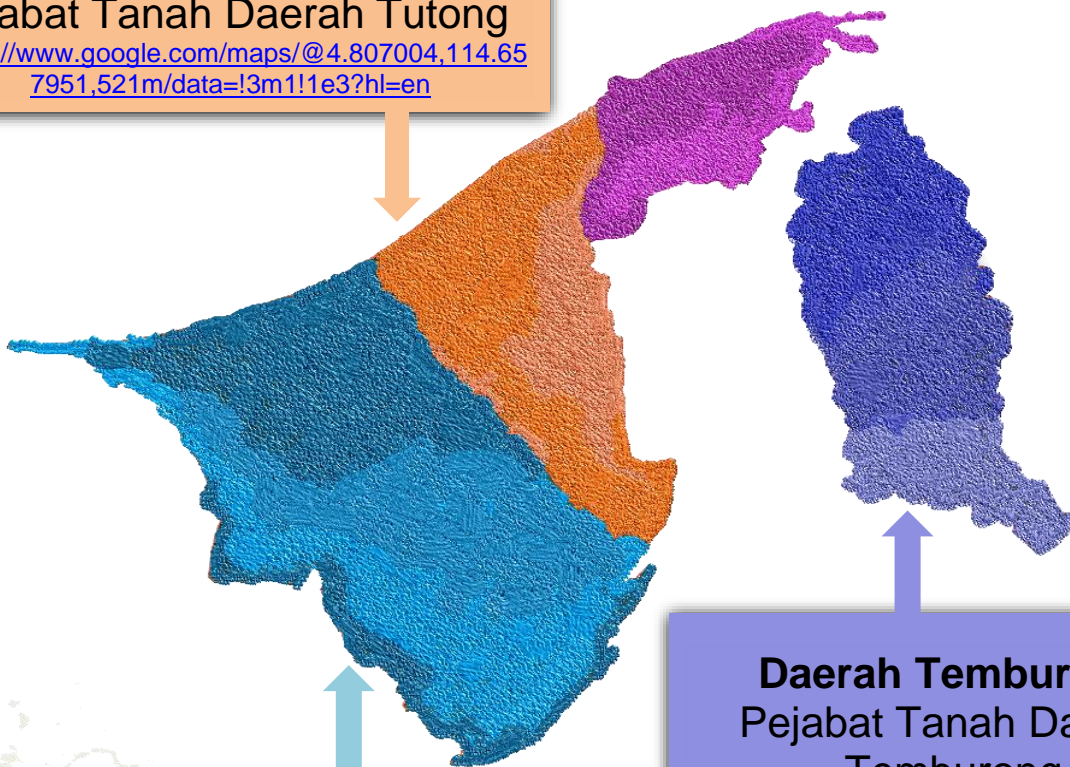 abat Tanah Daerah Tutong
://www.google.com/maps/@4.807004,114.65
7951,521m/data=!3m1!1e3?hl=en
Daerah Tembur
Pejabat Tanah Da
Temburong